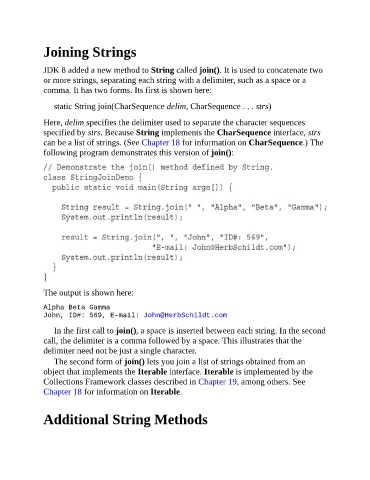 Joining Strings
JDK 8 added a new method to String called join(). It is used to concatenate two
or more strings, separating each string with a delimiter, such as a space or a
comma. It has two forms. Its first is shown here:
static String join(CharSequence delim, CharSequence . . . strs)
Here, delim specifies the delimiter used to separate the character sequences
specified by strs. Because String implements the CharSequence interface, strs
can be a list of strings. (See Chapter 18 for information on CharSequence.) The
following program demonstrates this version of join():
// Demonstrate the join() method defined by String.
class StringJoinDemo {
public static void main(String args[]) {
String result = String.join(" ", "Alpha", "Beta", "Gamma");
System.out.println(result);
result = String.join(", ", "John", "ID#: 569",
"E-mail: John@HerbSchildt.com");
System.out.println(result);
}
}
The output is shown here:
Alpha Beta Gamma
John, ID#: 569, E-mail: John@HerbSchildt.com
In the first call to join(), a space is inserted between each string. In the second
call, the delimiter is a comma followed by a space. This illustrates that the
delimiter need not be just a single character.
The second form of join() lets you join a list of strings obtained from an
object that implements the Iterable interface. Iterable is implemented by the
Collections Framework classes described in Chapter 19, among others. See
Chapter 18 for information on Iterable.
Additional String Methods